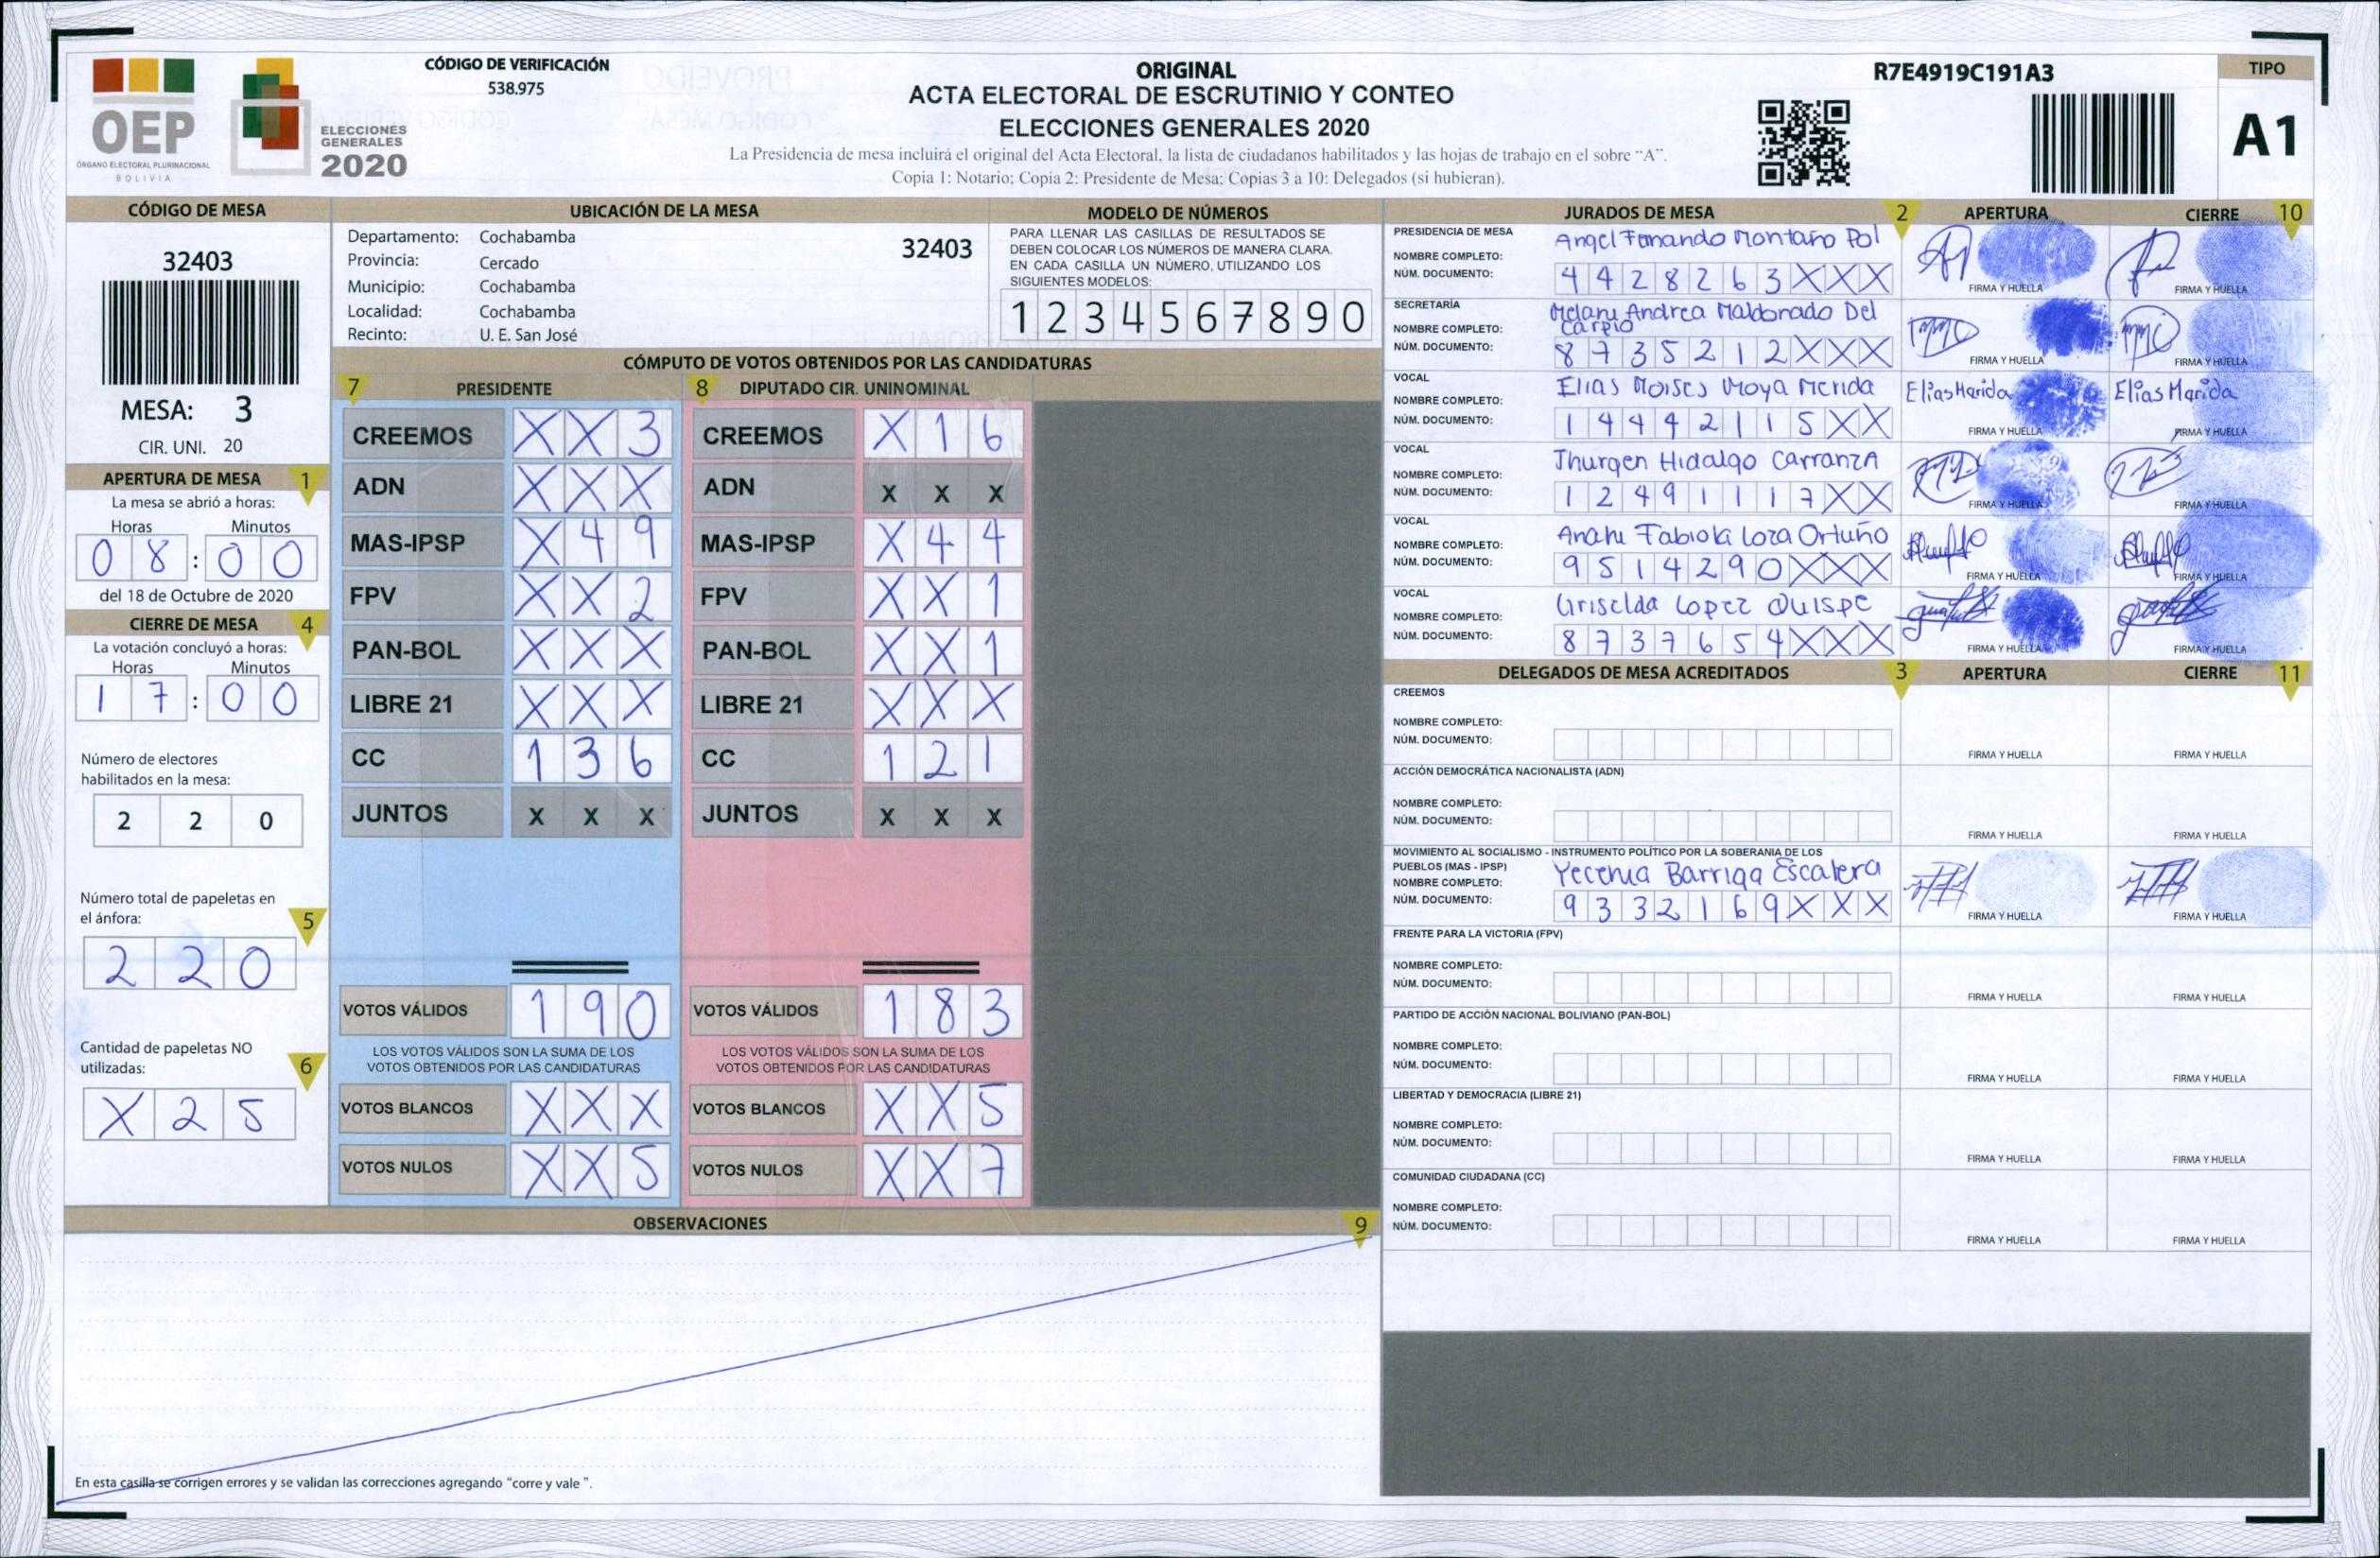 OEP
ÓRGANO ELECTORAL PLURINACIONAL
BOLIVIA
ELECCIONES
GENERALES
2020
CÓDIGO DE VERIFICACIÓN
538.975
ORIGINAL
ACTA ELECTORAL DE ESCRUTINIO Y CONTEO
ELECCIONES GENERALES 2020
La Presidencia de mesa incluirá el original del Acta Electoral, la lista de ciudadanos habilitados y las hojas de trabajo en el sobre "A".
Copia 1: Notario; Copia 2: Presidente de Mesa; Copias 3 a 10: Delegados (si hubieran).
R7E4919C191A3
TIPO
A1
CÓDIGO DE MESA
32403
MESA: 3
CIR. UNI. 20
APERTURA DE MESA 1
La mesa se abrió a horas:
Horas Minutos
0 8 : 0 0
del 18 de Octubre de 2020
CIERRE DE MESA 4
La votación concluyó a horas:
Horas Minutos
1 7 : 0 0
Número de electores
habilitados en la mesa:
2 2 0
Número total de papeletas en
el ánfora: 5
2 2 0
Cantidad de papeletas NO
utilizadas: 6
X 2 5
UBICACIÓN DE LA MESA
Departamento: Cochabamba
Provincia: Cercado
Municipio: Cochabamba
Localidad: Cochabamba
Recinto: U. E. San José
32403
MODELO DE NÚMEROS
PARA LLENAR LAS CASILLAS DE RESULTADOS SE
DEBEN COLOCAR LOS NÚMEROS DE MANERA CLARA.
EN CADA CASILLA UN NÚMERO, UTILIZANDO LOS
SIGUIENTES MODELOS:
1 2 3 4 5 6 7 8 9 0
CÓMPUTO DE VOTOS OBTENIDOS POR LAS CANDIDATURAS
7 PRESIDENTE
CREEMOS X X 3
ADN X X X
MAS-IPSP X 4 9
FPV X X 2
PAN-BOL X X X
LIBRE 21 X X X
CC 1 3 6
JUNTOS X X X
VOTOS VÁLIDOS 1 9 0
LOS VOTOS VÁLIDOS SON LA SUMA DE LOS
VOTOS OBTENIDOS POR LAS CANDIDATURAS
VOTOS BLANCOS X X X
VOTOS NULOS X X 5
8 DIPUTADO CIR. UNINOMINAL
CREEMOS X 1 6
ADN X X X
MAS-IPSP X 4 4
FPV X X 1
PAN-BOL X X 1
LIBRE 21 X X X
CC 1 2 1
JUNTOS X X X
VOTOS VÁLIDOS 1 8 3
LOS VOTOS VÁLIDOS SON LA SUMA DE LOS
VOTOS OBTENIDOS POR LAS CANDIDATURAS
VOTOS BLANCOS X X 5
VOTOS NULOS X X 7
OBSERVACIONES 9
En esta casilla se corrigen errores y se validan las correcciones agregando "corre y vale ".
JURADOS DE MESA 2 APERTURA CIERRE 10
PRESIDENCIA DE MESA
NOMBRE COMPLETO: Angel Fernando Montaño Pol
NÚM. DOCUMENTO: 4 4 2 8 2 6 3 X X X
FIRMA Y HUELLA FIRMA Y HUELLA
SECRETARÍA
NOMBRE COMPLETO: Melani Andrea Maldonado Del
Carpio
NÚM. DOCUMENTO: 8 7 3 5 2 1 2 X X X
FIRMA Y HUELLA FIRMA Y HUELLA
VOCAL
NOMBRE COMPLETO: Elias Moises Moya Merida
NÚM. DOCUMENTO: 1 4 4 4 2 1 1 5 X X
Elias Marida Elias Marida
FIRMA Y HUELLA FIRMA Y HUELLA
VOCAL
NOMBRE COMPLETO: Jhurgen Hidalgo Carranza
NÚM. DOCUMENTO: 1 2 4 9 1 1 1 7 X X
FIRMA Y HUELLA FIRMA Y HUELLA
VOCAL
NOMBRE COMPLETO: Anahi Fabiola Loza Ortuño
NÚM. DOCUMENTO: 9 5 1 4 2 9 0 X X X
FIRMA Y HUELLA FIRMA Y HUELLA
VOCAL
NOMBRE COMPLETO: Griselda Lopez Quispe
NÚM. DOCUMENTO: 8 7 3 7 6 5 4 X X X
FIRMA Y HUELLA FIRMA Y HUELLA
DELEGADOS DE MESA ACREDITADOS 3 APERTURA CIERRE 11
CREEMOS
NOMBRE COMPLETO:
NÚM. DOCUMENTO:
FIRMA Y HUELLA FIRMA Y HUELLA
ACCIÓN DEMOCRÁTICA NACIONALISTA (ADN)
NOMBRE COMPLETO:
NÚM. DOCUMENTO:
FIRMA Y HUELLA FIRMA Y HUELLA
MOVIMIENTO AL SOCIALISMO - INSTRUMENTO POLÍTICO POR LA SOBERANIA DE LOS
PUEBLOS (MAS - IPSP)
NOMBRE COMPLETO: Yecenia Barriga Escalera
NÚM. DOCUMENTO: 9 3 3 2 1 6 9 X X X
FIRMA Y HUELLA FIRMA Y HUELLA
FRENTE PARA LA VICTORIA (FPV)
NOMBRE COMPLETO:
NÚM. DOCUMENTO:
FIRMA Y HUELLA FIRMA Y HUELLA
PARTIDO DE ACCIÓN NACIONAL BOLIVIANO (PAN-BOL)
NOMBRE COMPLETO:
NÚM. DOCUMENTO:
FIRMA Y HUELLA FIRMA Y HUELLA
LIBERTAD Y DEMOCRACIA (LIBRE 21)
NOMBRE COMPLETO:
NÚM. DOCUMENTO:
FIRMA Y HUELLA FIRMA Y HUELLA
COMUNIDAD CIUDADANA (CC)
NOMBRE COMPLETO:
NÚM. DOCUMENTO:
FIRMA Y HUELLA FIRMA Y HUELLA